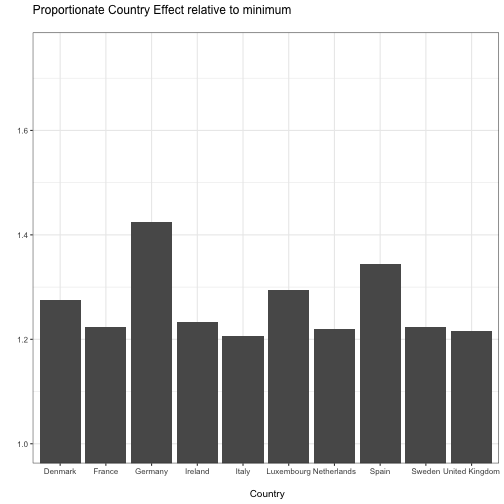 Proportionate Country Effect relative to minimum
1.6
1.4
1.2
1.0
Denmark France Germany Ireland Italy Luxembourg Netherlands Spain Sweden United Kingdom
Country